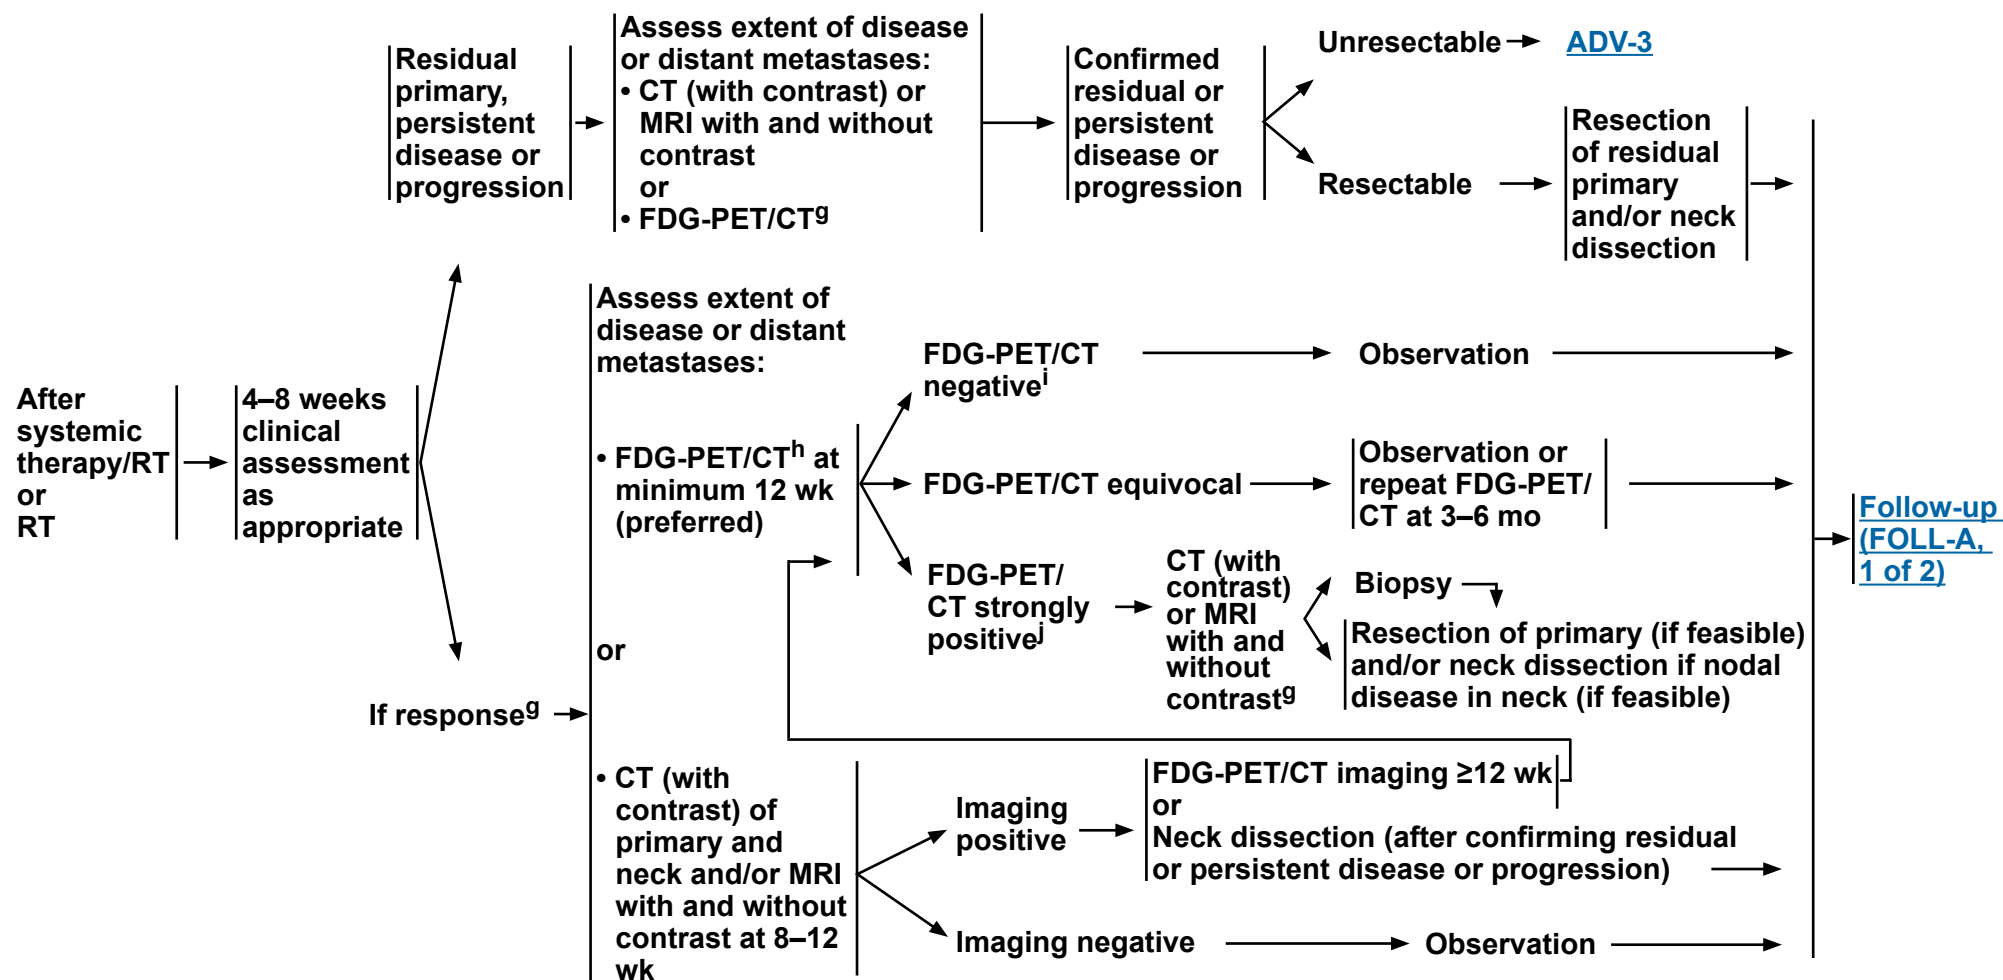 After
systemic
therapy/RT
or
RT
4–8 weeks
clinical
assessment
as
appropriate
Residual
primary,
persistent
disease or
progression
Assess extent of disease
or distant metastases:
• CT (with contrast) or
MRI with and without
contrast
or
• FDG-PET/CTg
Confirmed
residual or
persistent
disease or
progression
Unresectable
ADV-3
Resectable
Resection
of residual
primary
and/or neck
dissection
If responseg
Assess extent of
disease or distant
metastases:
• FDG-PET/CTh at
minimum 12 wk
(preferred)
or
• CT (with
contrast) of
primary and
neck and/or MRI
with and without
contrast at 8–12
wk
FDG-PET/CT
negativei
Observation
FDG-PET/CT equivocal
Observation or
repeat FDG-PET/
CT at 3–6 mo
FDG-PET/
CT strongly
positivej
CT (with
contrast)
or MRI
with and
without
contrastg
Biopsy
Resection of primary (if feasible)
and/or neck dissection if nodal
disease in neck (if feasible)
Imaging
positive
FDG-PET/CT imaging ≥12 wk
or
Neck dissection (after confirming residual
or persistent disease or progression)
Imaging negative
Observation
Follow-up
(FOLL-A,
1 of 2)